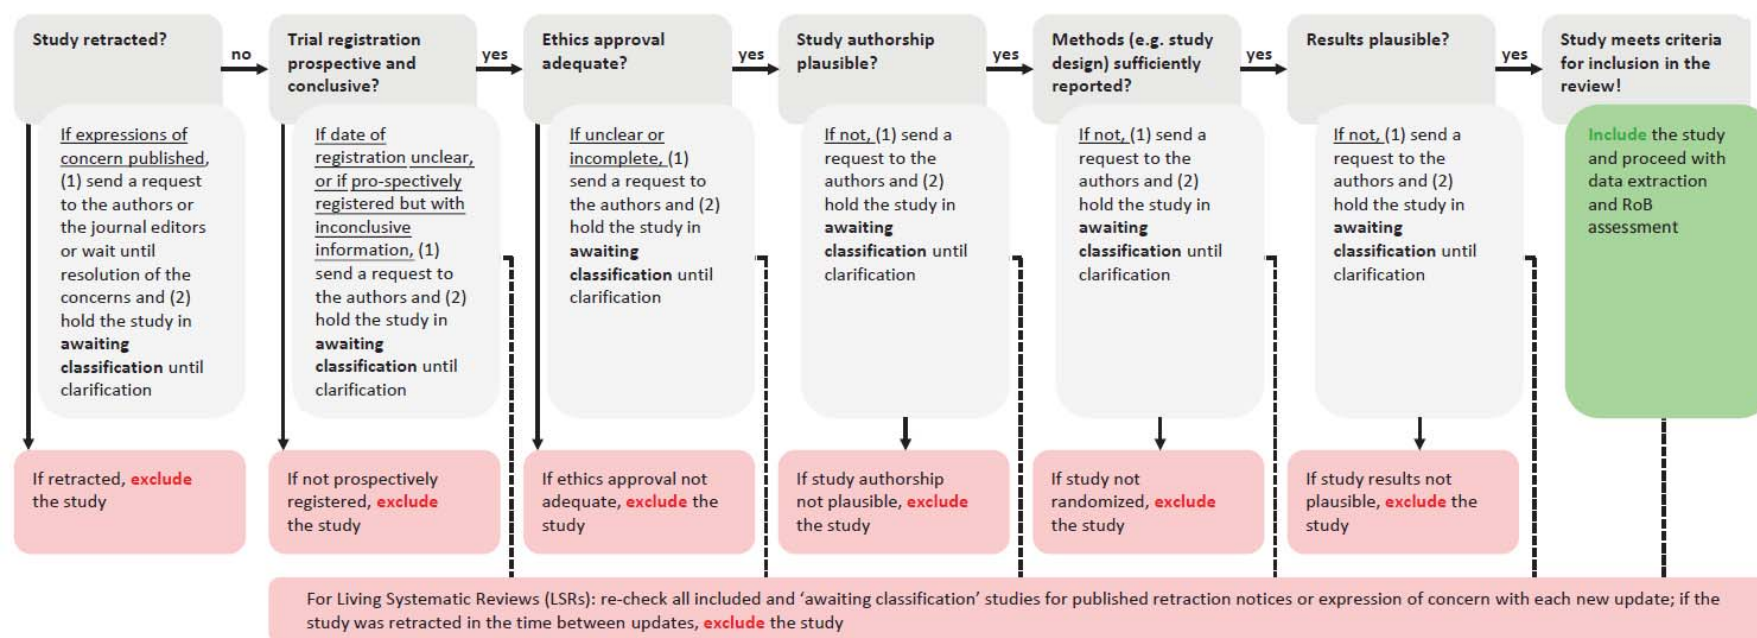 Study retracted?
no
Trial registration
prospective and
conclusive?
yes
Ethics approval
adequate?
yes
Study authorship
plausible?
yes
Methods (e.g. study
design) sufficiently
reported?
yes
Results plausible?
yes
Study meets criteria
for inclusion in the
review!
If expressions of
concern published,
(1) send a request
to the authors or
the journal editors
or wait until
resolution of the
concerns and (2)
hold the study in
awaiting
classification until
clarification
If date of
registration unclear,
or if pro-spectively
registered but with
inconclusive
information, (1)
send a request to
the authors and (2)
hold the study in
awaiting
classification until
clarification
If unclear or
incomplete, (1)
send a request to
the authors and (2)
hold the study in
awaiting
classification until
clarification
If not, (1) send a
request to the
authors and (2)
hold the study in
awaiting
classification until
clarification
If not, (1) send a
request to the
authors and (2)
hold the study in
awaiting
classification until
clarification
If not, (1) send a
request to the
authors and (2)
hold the study in
awaiting
classification until
clarification
Include the study
and proceed with
data extraction
and RoB
assessment
If retracted, exclude
the study
If not prospectively
registered, exclude
the study
If ethics approval not
adequate, exclude the
study
If study authorship
not plausible, exclude
the study
If study not
randomized, exclude
the study
If study results not
plausible, exclude the
study
For Living Systematic Reviews (LSRs): re-check all included and ‘awaiting classification’ studies for published retraction notices or expression of concern with each new update; if the
study was retracted in the time between updates, exclude the study